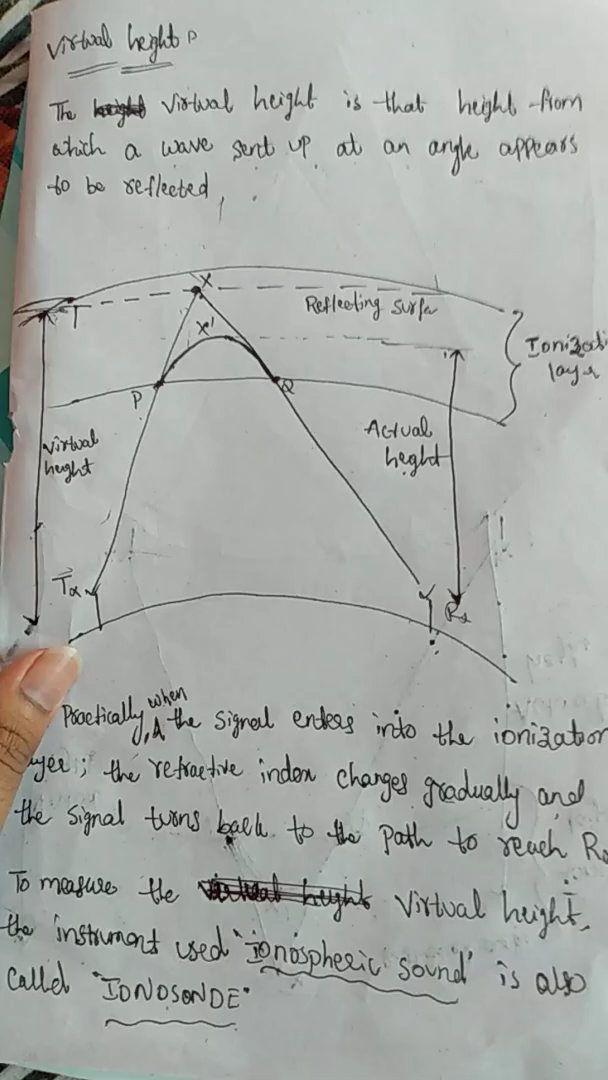 Virtual height:
The virtual height is that height from
which a wave sent up at an angle appears
to be reflected.
X
T
Reflecting surfa
X'
Ionizati
layer
P
Q
Actual
heght
Virtual
height
Tx
Rx
Practically, when the signal enters into the ionization
layer; the refractive index changes gradually and
the signal turns back to the path to reach Rx
To measure the virtual height,
the instrument used 'ionospheric sound' is also
called "IONOSONDE"